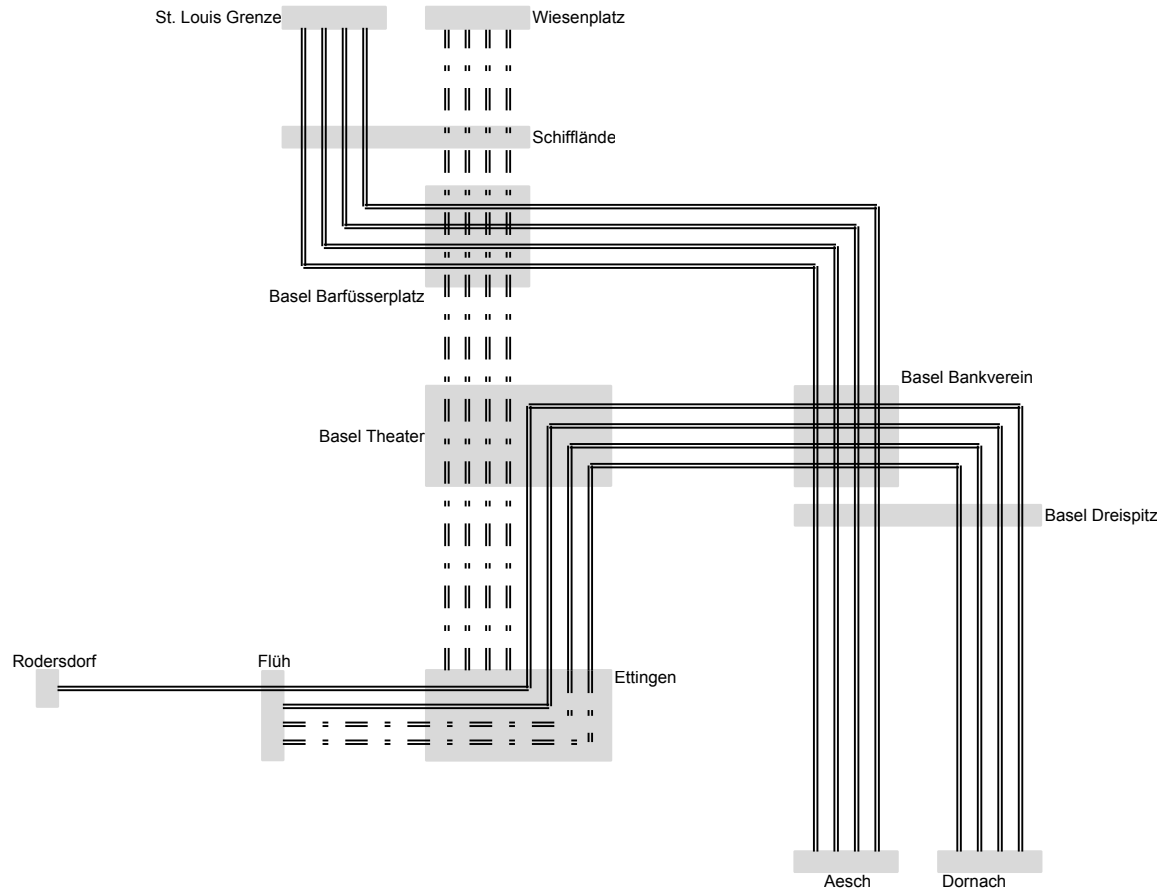 St. Louis Grenze
Wiesenplatz
Schifflände
Basel Barfüsserplatz
Basel Bankverein
Basel Theater
Basel Dreispitz
Rodersdorf
Flüh
Ettingen
Aesch
Dornach